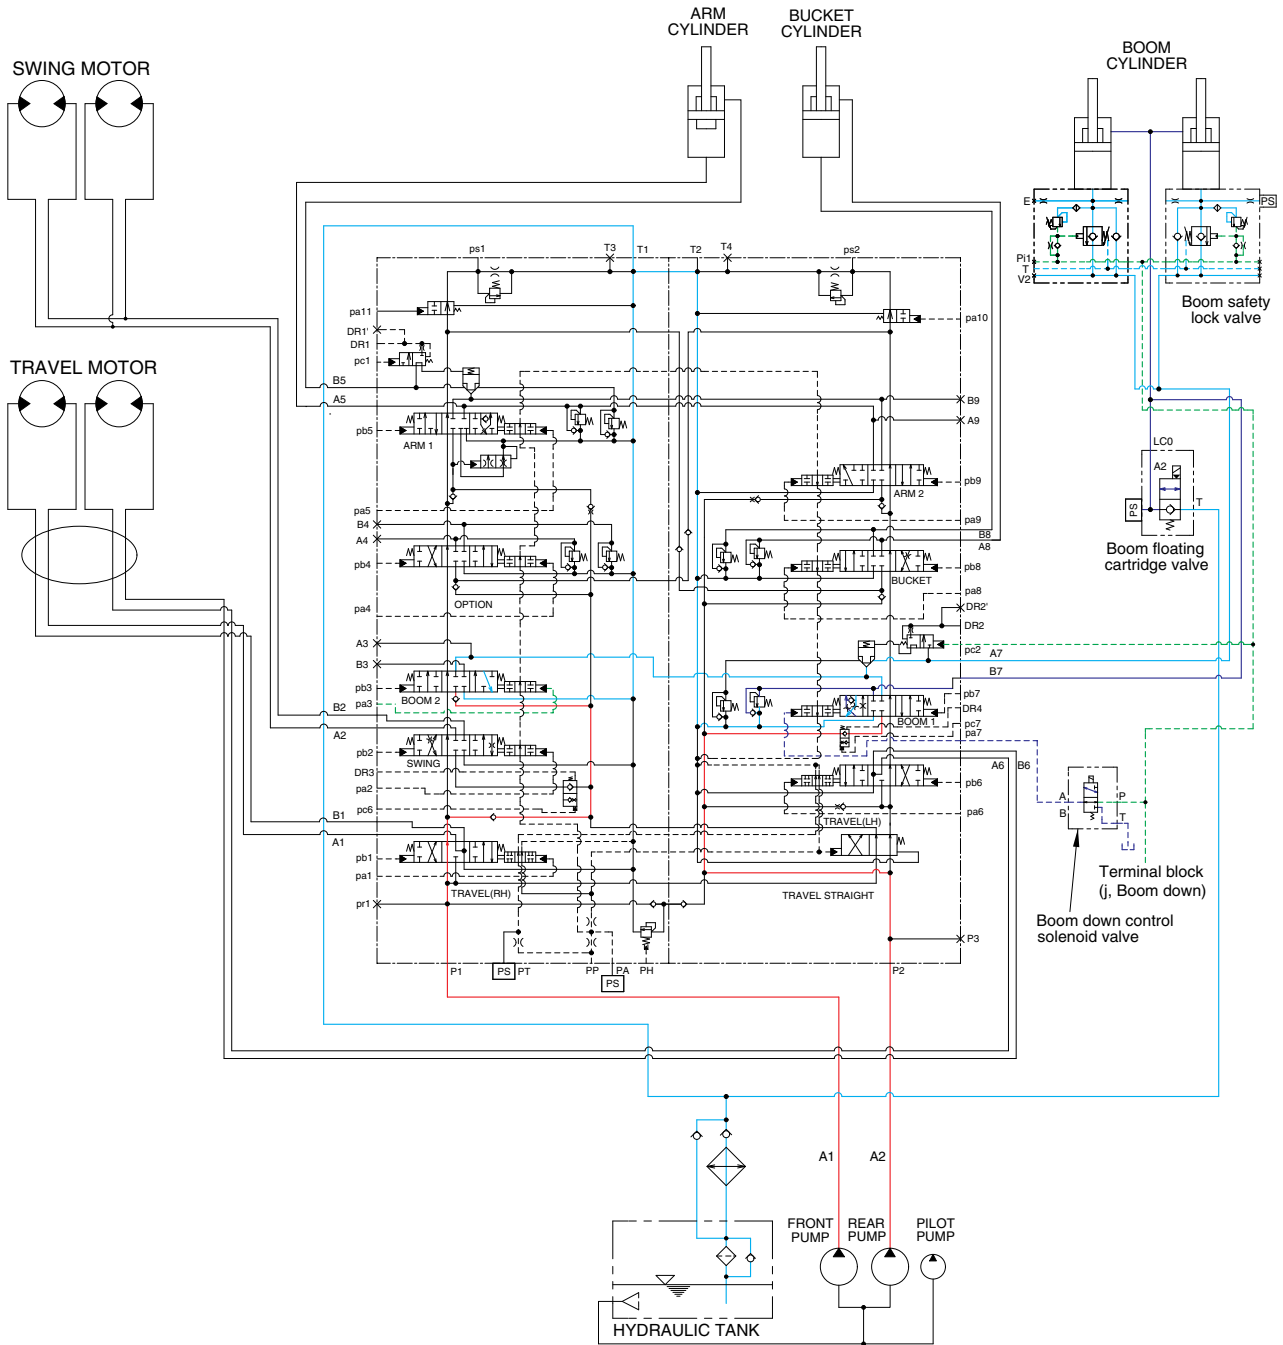 ARM
CYLINDER
BUCKET
CYLINDER
BOOM
CYLINDER
SWING MOTOR
TRAVEL MOTOR
E
PS
Pi1
T
V2
Boom safety
lock valve
ps1
T3
T1
T2
T4
ps2
pa11
pa10
DR1'
DR1
pc1
B5
A5
B9
A9
pb5
ARM 1
pa5
ARM 2
pb9
pa9
LC0
A2
T
PS
Boom floating
cartridge valve
B4
A4
pb4
OPTION
pa4
B8
A8
BUCKET
pb8
pa8
DR2'
DR2
pc2
A3
B3
pb3
BOOM 2
pa3
A7
B7
pb7
BOOM 1
DR4
pc7
pa7
B2
A2
pb2
SWING
DR3
pa2
pc6
A6
B6
pb6
pa6
TRAVEL(LH)
A
P
B
T
Terminal block
(j, Boom down)
Boom down control
solenoid valve
B1
A1
pb1
pa1
TRAVEL(RH)
TRAVEL STRAIGHT
pr1
P3
P1
PS
PT
PP
PA
PH
PS
P2
A1
A2
FRONT
PUMP
REAR
PUMP
PILOT
PUMP
HYDRAULIC TANK